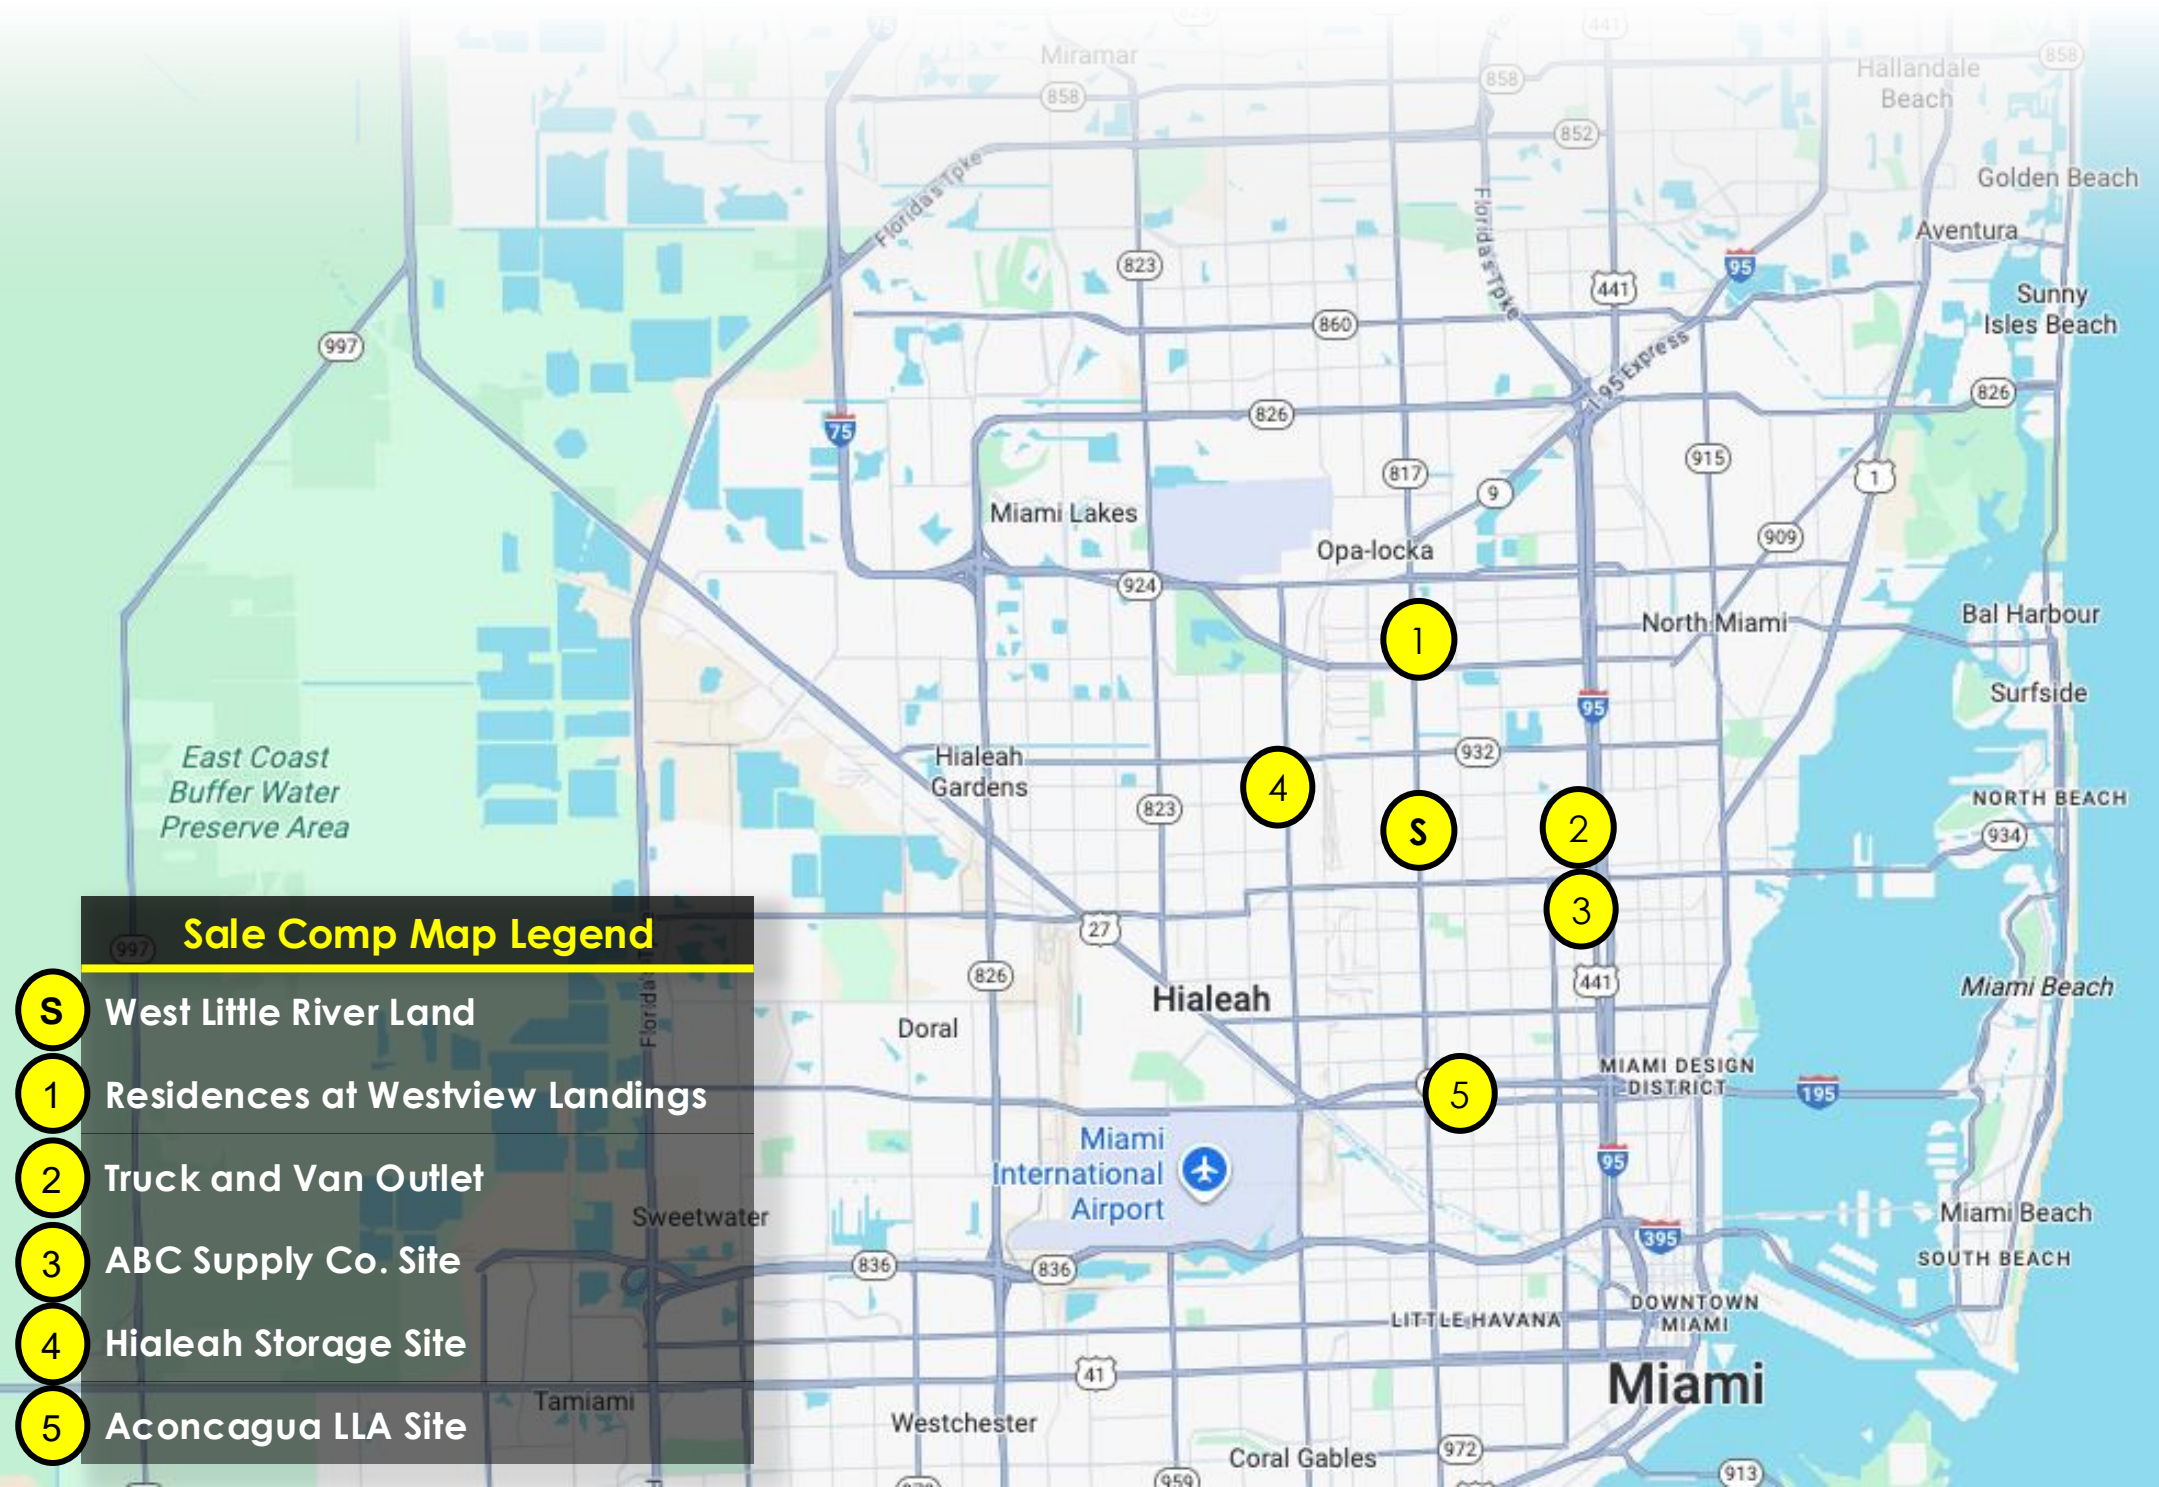 824
75
441
Miramar
858
858
858
Hallandale
Beach
852
Florida's Tpke
Florida's Tpke
Golden Beach
Aventura
823
95
441
Sunny
Isles Beach
860
997
I-95 Express
826
826
75
817
915
1
9
Miami Lakes
909
Opa-locka
924
North Miami
Bal Harbour
1
Surfside
95
East Coast
Buffer Water
Preserve Area
Hialeah
Gardens
932
4
823
S
2
NORTH BEACH
934
3
27
826
441
Hialeah
Miami Beach
Doral
MIAMI DESIGN
DISTRICT
195
5
Miami
International
Airport
95
Sweetwater
Miami Beach
395
SOUTH BEACH
836
836
LITTLE HAVANA
DOWNTOWN
MIAMI
41
Miami
Tamiami
Westchester
Coral Gables
972
913
959
997
Sale Comp Map Legend
S West Little River Land
1 Residences at Westview Landings
2 Truck and Van Outlet
3 ABC Supply Co. Site
4 Hialeah Storage Site
5 Aconcagua LLA Site